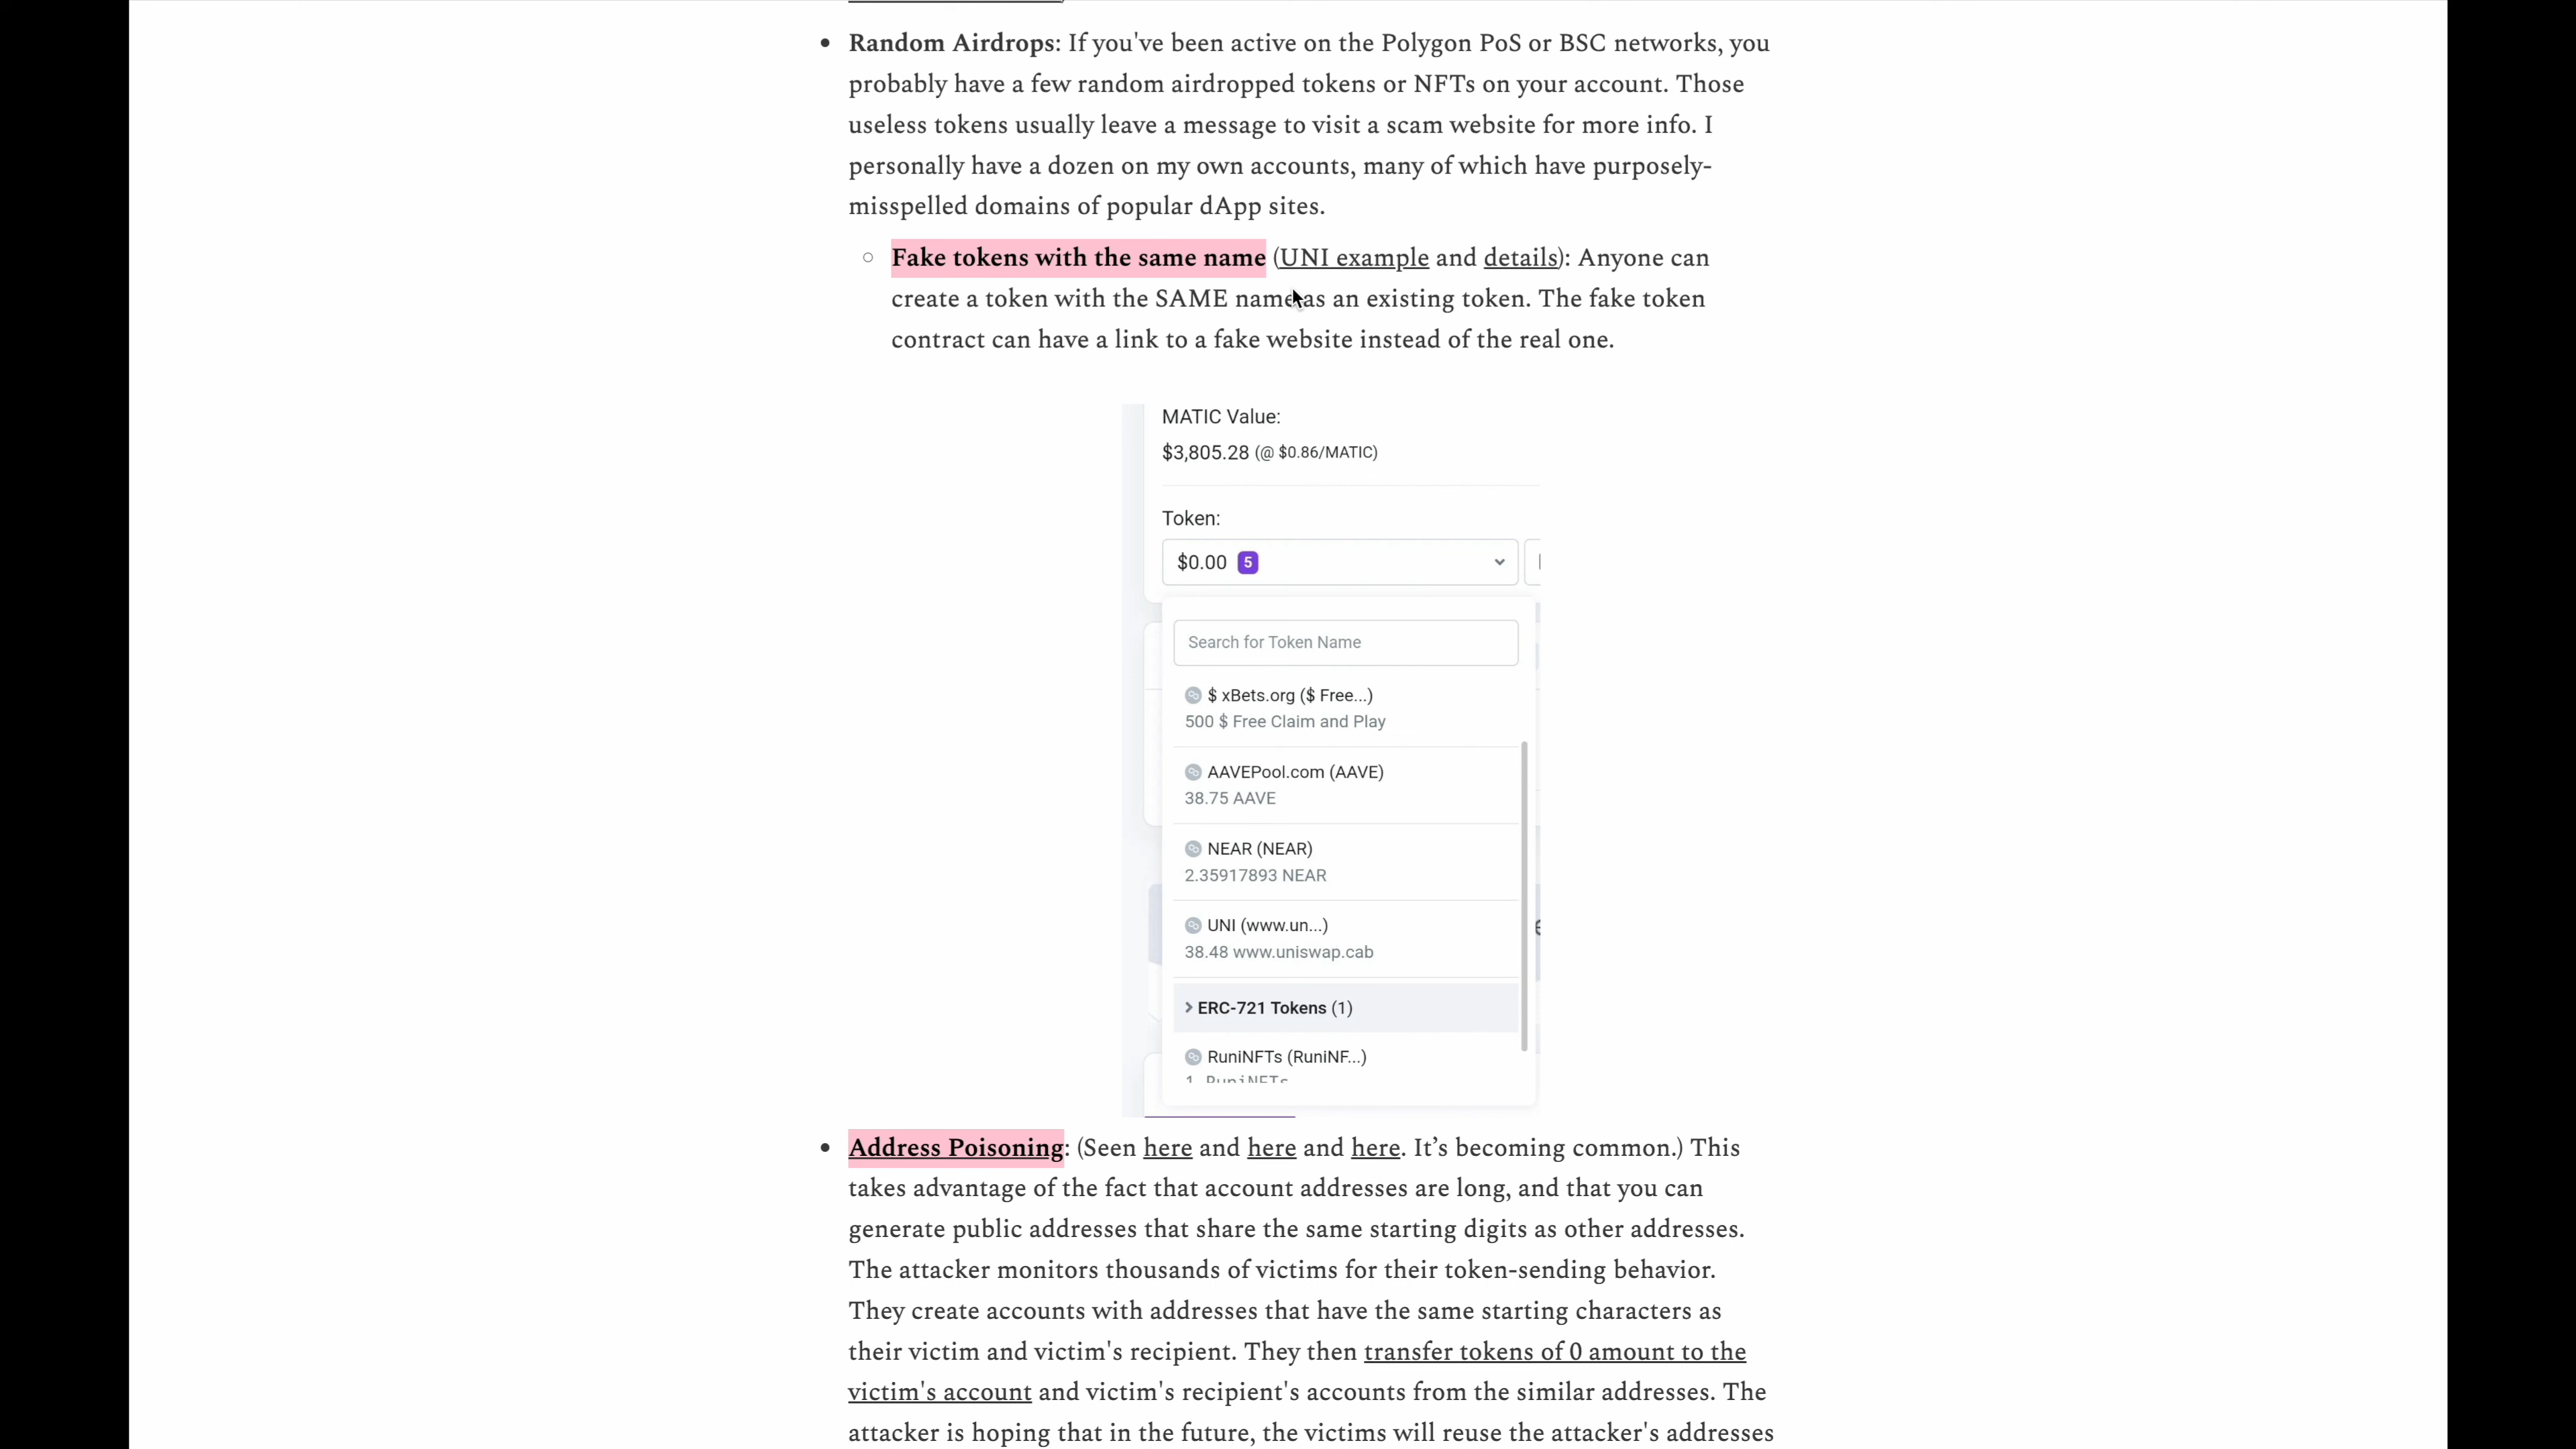 Random Airdrops: If you've been active on the Polygon PoS or BSC networks, you
probably have a few random airdropped tokens or NFTs on your account. Those
useless tokens usually leave a message to visit a scam website for more info. I
personally have a dozen on my own accounts, many of which have purposely-
misspelled domains of popular dApp sites.
Fake tokens with the same name (UNI example and details): Anyone can
create a token with the SAME name as an existing token. The fake token
contract can have a link to a fake website instead of the real one.
MATIC Value:
$3,805.28 (@ $0.86/MATIC)
Token:
$0.00 5
Search for Token Name
$ xBets.org ($ Free...)
500 $ Free Claim and Play
AAVEPool.com (AAVE)
38.75 AAVE
NEAR (NEAR)
2.35917893 NEAR
UNI (www.un...)
38.48 www.uniswap.cab
ERC-721 Tokens (1)
RuniNFTs (RuniNF...)
1 RuniNFTs
Address Poisoning: (Seen here and here and here. It’s becoming common.) This
takes advantage of the fact that account addresses are long, and that you can
generate public addresses that share the same starting digits as other addresses.
The attacker monitors thousands of victims for their token-sending behavior.
They create accounts with addresses that have the same starting characters as
their victim and victim's recipient. They then transfer tokens of 0 amount to the
victim's account and victim's recipient's accounts from the similar addresses. The
attacker is hoping that in the future, the victims will reuse the attacker's addresses